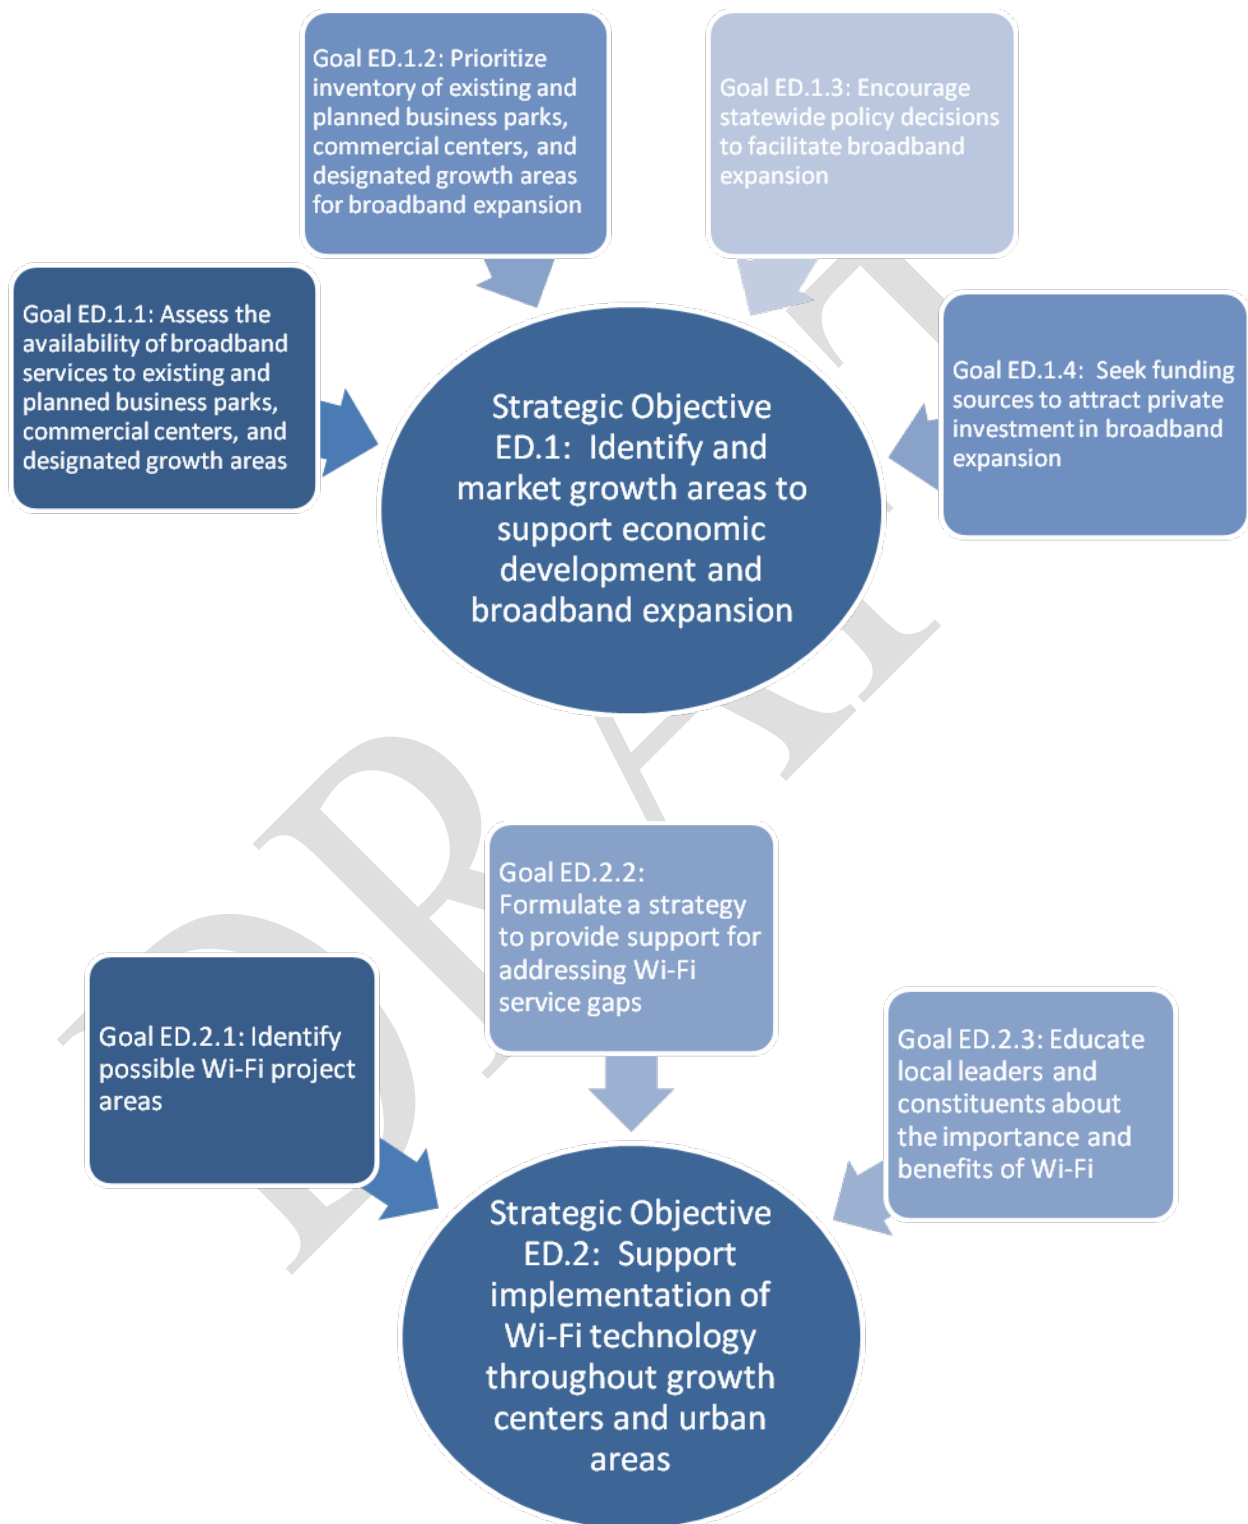 Goal ED.1.2: Prioritize
inventory of existing and
planned business parks,
commercial centers, and
designated growth areas
for broadband expansion
Goal ED.1.3: Encourage
statewide policy decisions
to facilitate broadband
expansion
Goal ED.1.1: Assess the
availability of broadband
services to existing and
planned business parks,
commercial centers, and
designated growth areas
Goal ED.1.4: Seek funding
sources to attract private
investment in broadband
expansion
Strategic Objective
ED.1: Identify and
market growth areas to
support economic
development and
broadband expansion
DRAFT
Goal ED.2.2:
Formulate a strategy
to provide support for
addressing Wi-Fi
service gaps
Goal ED.2.1: Identify
possible Wi-Fi project
areas
Goal ED.2.3: Educate
local leaders and
constituents about
the importance and
benefits of Wi-Fi
Strategic Objective
ED.2: Support
implementation of
Wi-Fi technology
throughout growth
centers and urban
areas